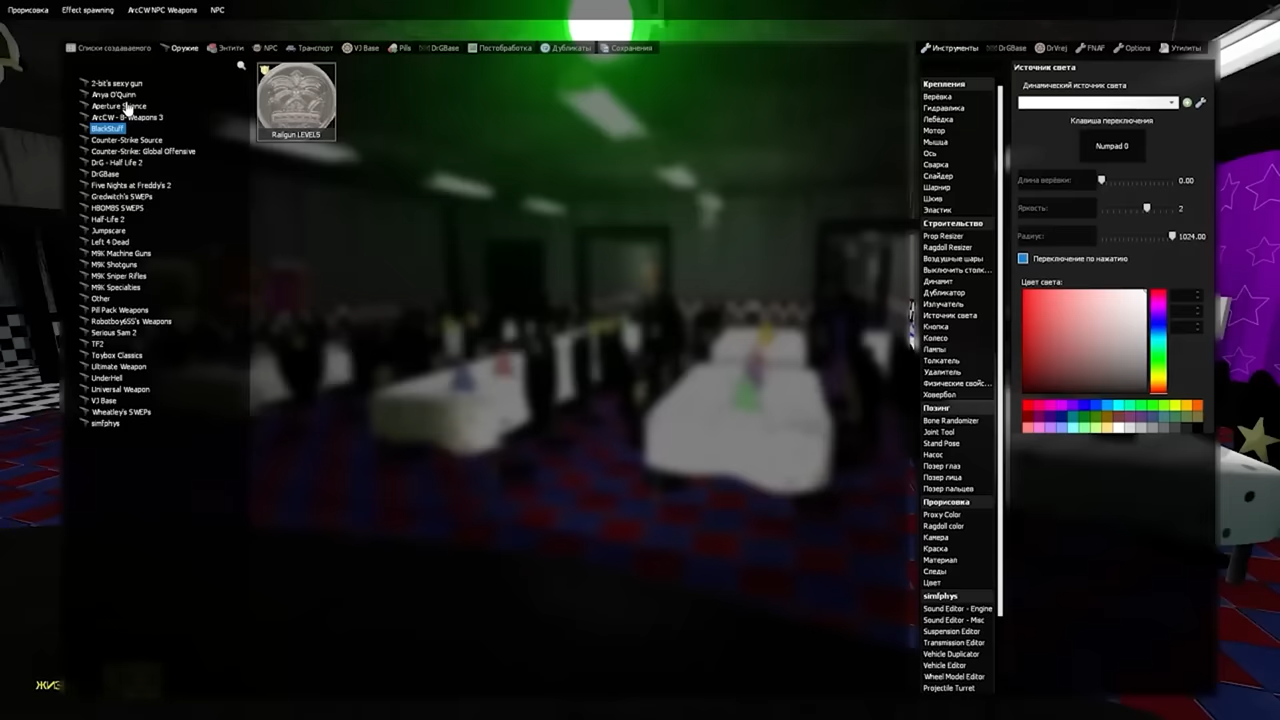 Прорисовка Effect spawning ArcCW NPC Weapons NPC
Списки создаваемого Оружие Энтити NPC Транспорт VJ Base Pills DrGBase Постобработка Дубликаты Сохранения
2-bit's sexy gun
Anya O'Quinn
Aperture
ArcCW - Weapons 3
BlackStuff
Counter-Strike Source
Counter-Strike: Global Offensive
DrG - Half Life 2
DrGBase
Five Nights at Freddy's 2
Gredwitch's SWEPs
HBOMBS SWEPS
Half-Life 2
Jumpscare
Left 4 Dead
M9K Machine Guns
M9K Shotguns
M9K Sniper Rifles
M9K Specialties
Other
Pill Pack Weapons
Robotboy655's Weapons
Serious Sam 2
TF2
Toybox Classics
Ultimate Weapon
UnderHell
Universal Weapon
VJ Base
Wheatley's SWEPs
simfphys
Railgun LEVEL5
Инструменты DrGBase DrVrej FNAF Options Утилиты
Крепления
Верёвка
Гидравлика
Лебёдка
Мотор
Мышца
Ось
Сварка
Слайдер
Шарнир
Шкив
Эластик
Строительство
Prop Resizer
Ragdoll Resizer
Воздушные шары
Выключить столк...
Динамит
Дубликатор
Излучатель
Источник света
Кнопка
Колесо
Лампы
Толкатель
Удалитель
Физические свойс...
Ховербол
Позинг
Bone Randomizer
Joint Tool
Stand Pose
Насос
Позер глаз
Позер лица
Позер пальцев
Прорисовка
Proxy Color
Ragdoll color
Камера
Краска
Материал
Следы
Цвет
simfphys
Sound Editor - Engine
Sound Editor - Misc
Suspension Editor
Transmission Editor
Vehicle Duplicator
Vehicle Editor
Wheel Model Editor
Projectile Turret
Источник света
Динамический источник света
Клавиша переключения
Numpad 0
Длина верёвки: 0.00
Яркость: 2
Радиус: 1024.00
Переключение по нажатию
Цвет света: